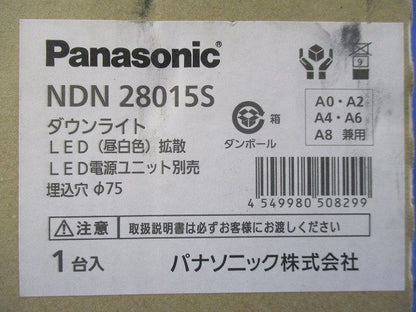 Panasonic®
NDN 28015S
ダウンライト
LED（昼白色）拡散
LED電源ユニット別売
埋込穴 φ75
箱
ダンボール
9
A0・A2
A4・A6
A8 兼用
4 549980 508299
注意 取扱説明書は必ずお客様にお渡しください
1台入 パナソニック株式会社